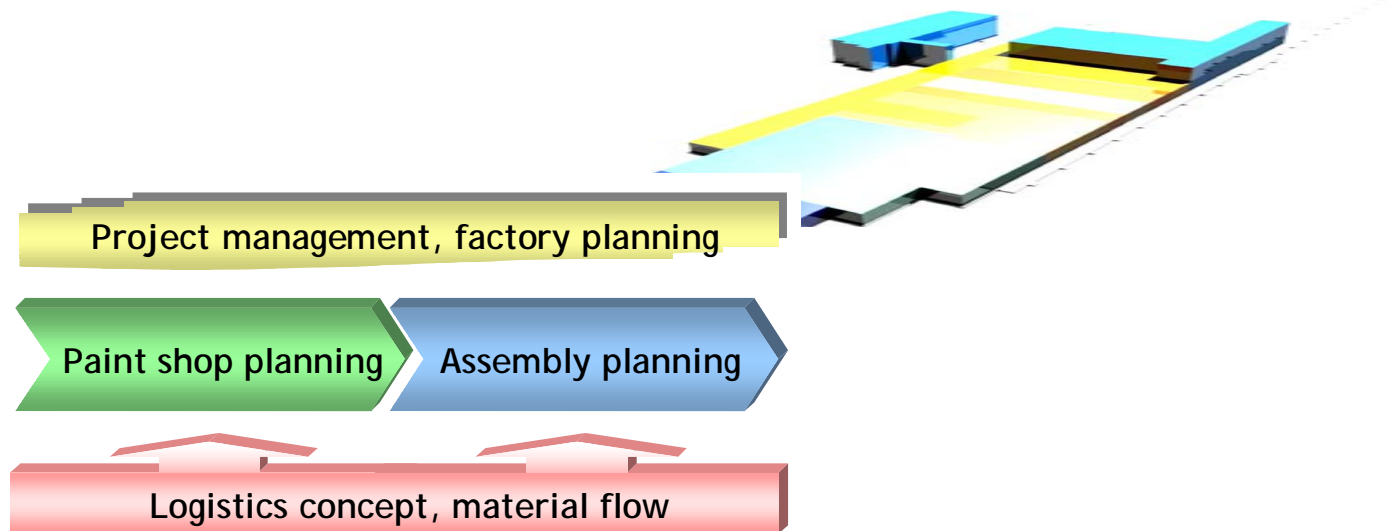 Project management, factory planning
Paint shop planning
Assembly planning
Logistics concept, material flow